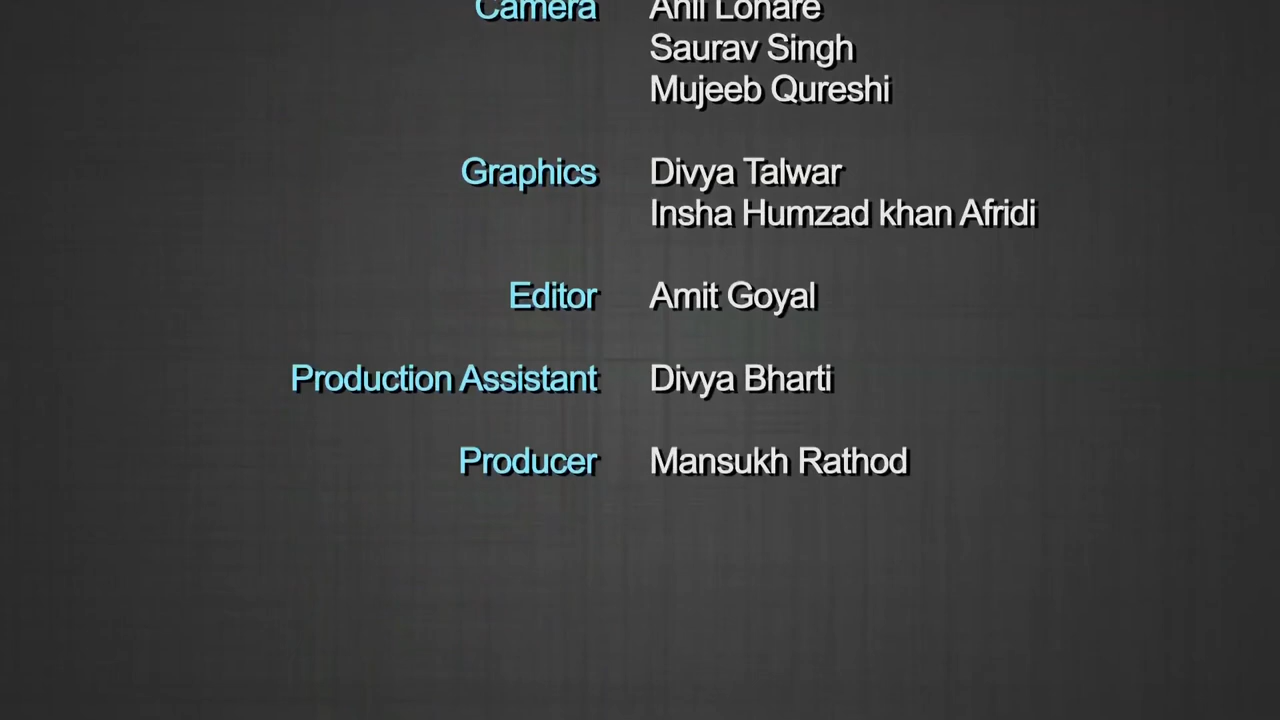 Camera Anil Lohare
Saurav Singh
Mujeeb Qureshi
Graphics Divya Talwar
Insha Humzad khan Afridi
Editor Amit Goyal
Production Assistant Divya Bharti
Producer Mansukh Rathod